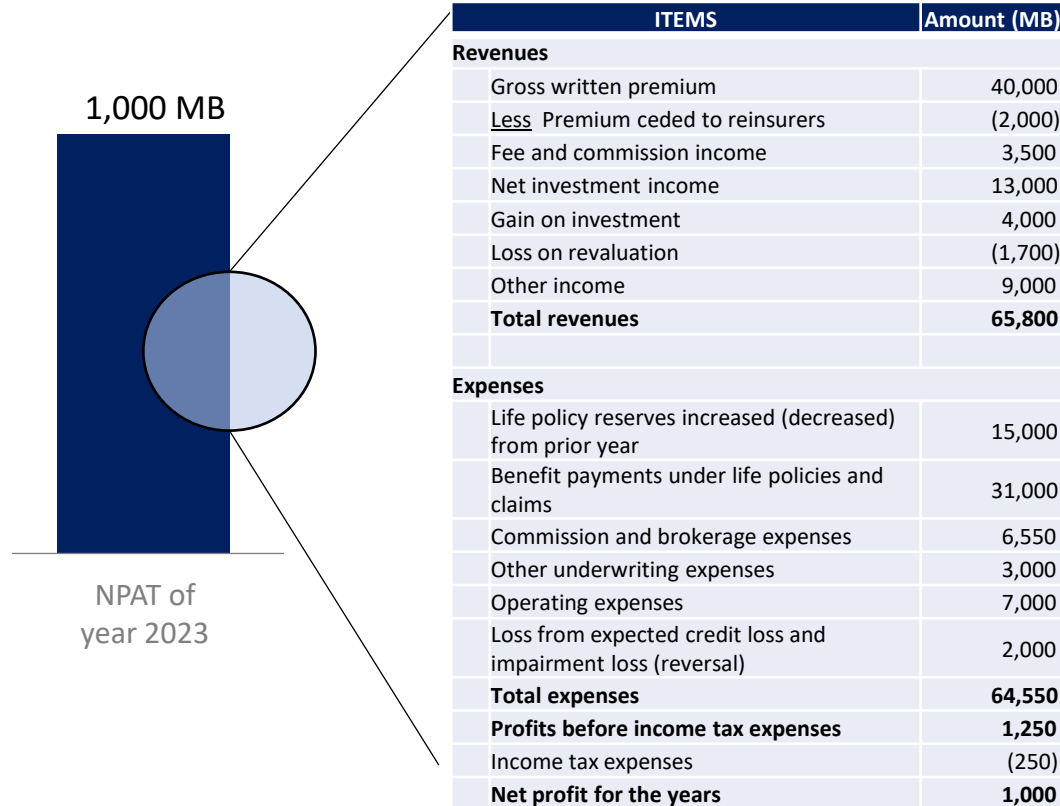 1,000 MB
NPAT of
year 2023
ITEMS Amount (MB)
Revenues
Gross written premium 40,000
Less Premium ceded to reinsurers (2,000)
Fee and commission income 3,500
Net investment income 13,000
Gain on investment 4,000
Loss on revaluation (1,700)
Other income 9,000
Total revenues 65,800
Expenses
Life policy reserves increased (decreased)
from prior year 15,000
Benefit payments under life policies and
claims 31,000
Commission and brokerage expenses 6,550
Other underwriting expenses 3,000
Operating expenses 7,000
Loss from expected credit loss and
impairment loss (reversal) 2,000
Total expenses 64,550
Profits before income tax expenses 1,250
Income tax expenses (250)
Net profit for the years 1,000